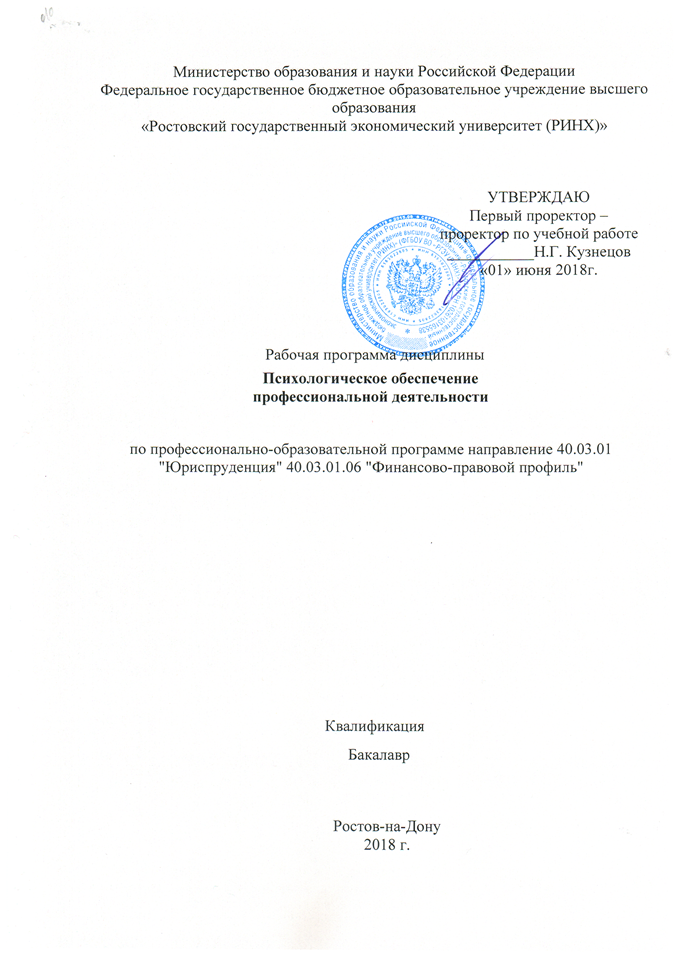 Министерство образования и науки Российской Федерации
Федеральное государственное бюджетное образовательное учреждение высшего
образования
«Ростовский государственный экономический университет (РИНХ)»
УТВЕРЖДАЮ
Первый проректор –
проректор по учебной работе
Н.Г. Кузнецов
«01» июня 2018г.
Рабочая программа дисциплины
Психологическое обеспечение
профессиональной деятельности
по профессионально-образовательной программе направление 40.03.01
"Юриспруденция" 40.03.01.06 "Финансово-правовой профиль"
Квалификация
Бакалавр
Ростов-на-Дону
2018 г.